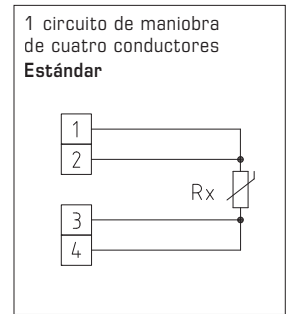 1 circuito de maniobra
de cuatro conductores
Estándar
1
2
Rx
3
4